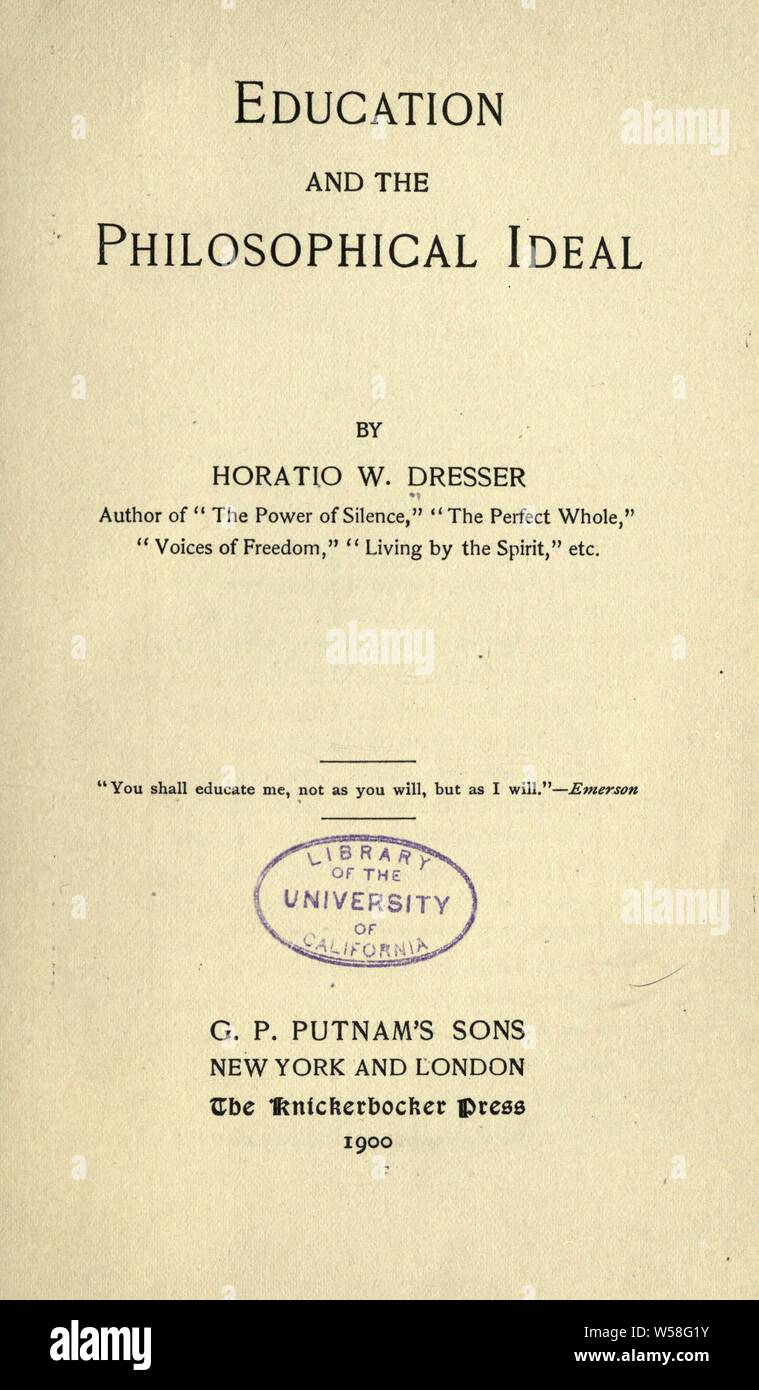 EDUCATION
AND THE
PHILOSOPHICAL IDEAL
BY
HORATIO W. DRESSER
Author of “ The Power of Silence,” “ The Perfect Whole,”
“ Voices of Freedom,” “ Living by the Spirit,” etc.
“You shall educate me, not as you will, but as I will.”—Emerson
LIBRARY
OF THE
UNIVERSITY
OF
CALIFORNIA
G. P. PUTNAM'S SONS
NEW YORK AND LONDON
The Knickerbocker Press
1900
a
alamy
a
a
a
a
alamy
a
a
alamy
a
a
a
alamy
Image ID: W58G1Y
www.alamy.com